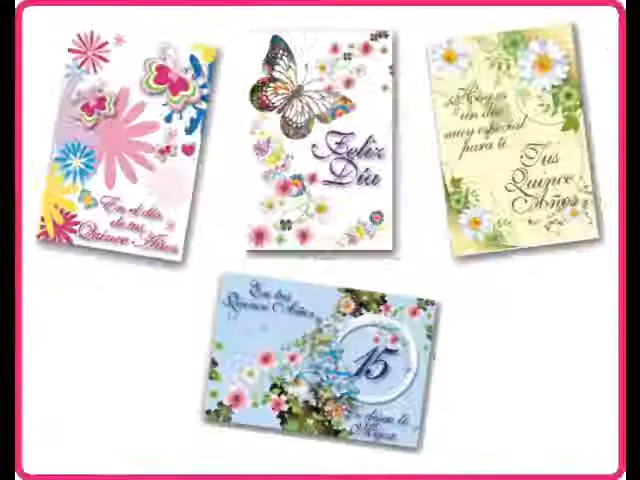 En el día
de tus
Quince Años
Feliz
Día
Hoy es
un día
muy especial
para ti
Tus
Quince
Años
En tus
Quince Años
15